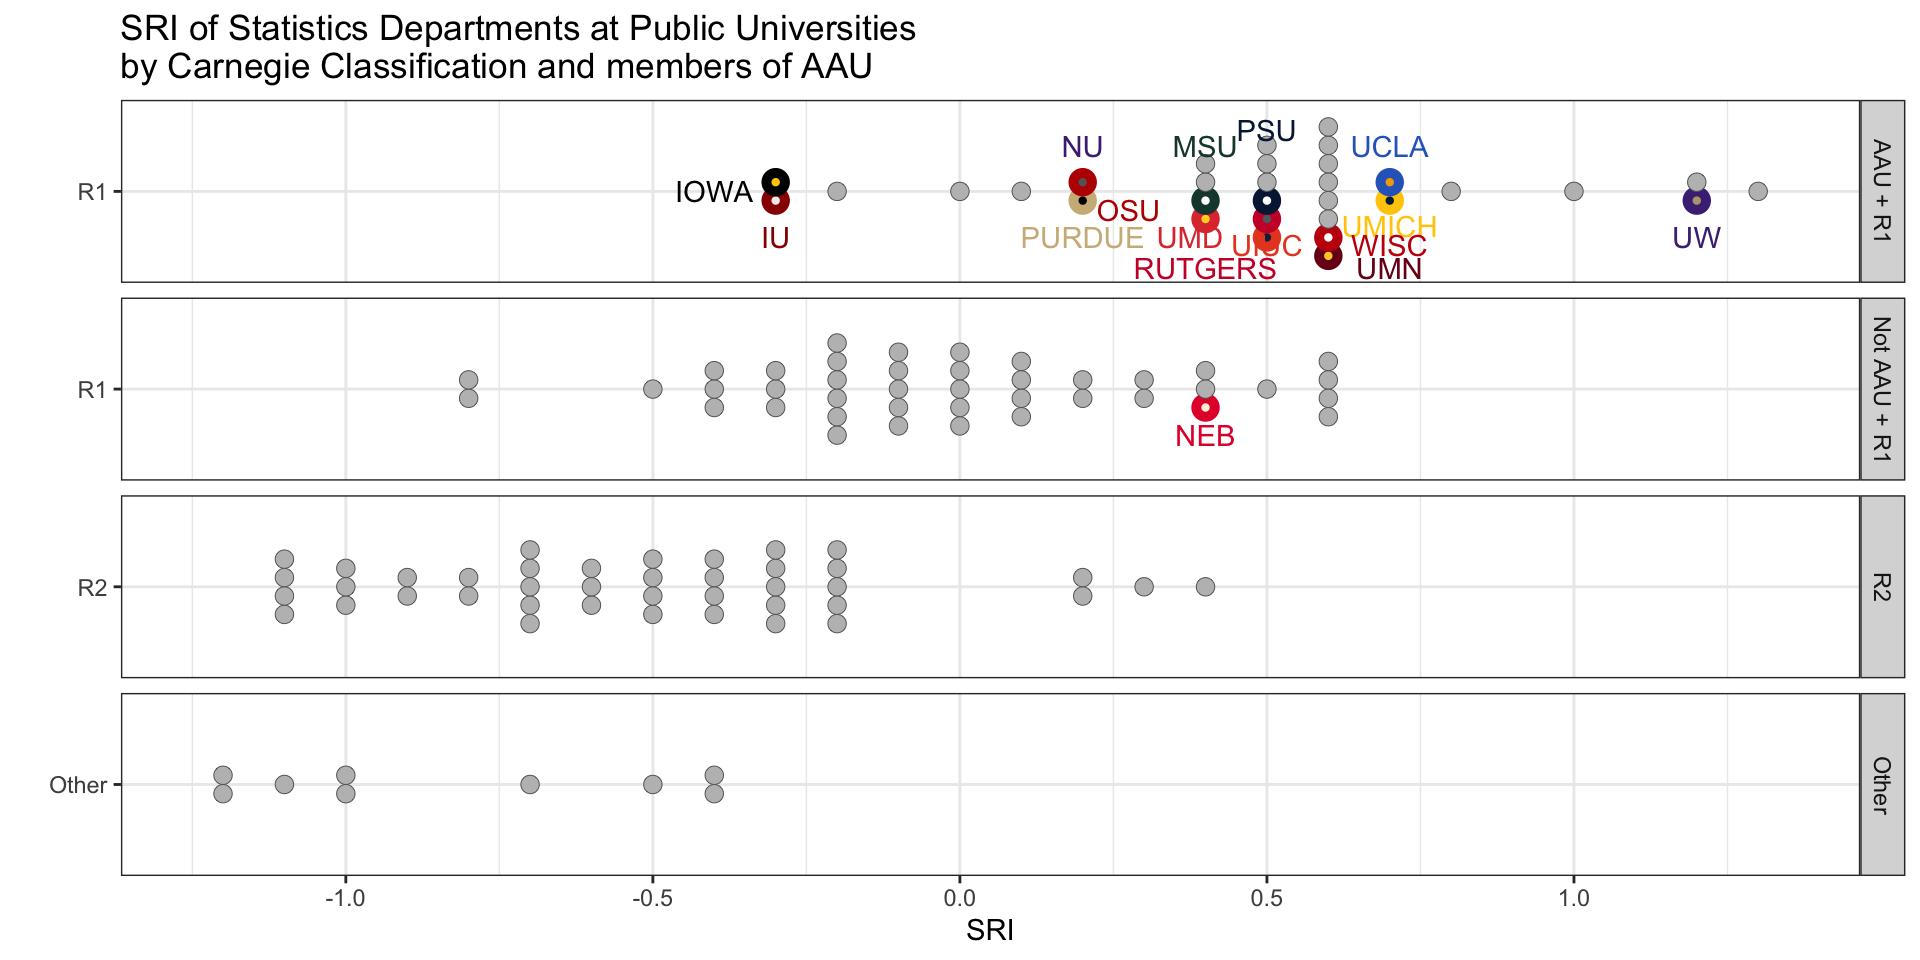 SRI of Statistics Departments at Public Universities
by Carnegie Classification and members of AAU
R1
IOWA
IU
NU
PURDUE
OSU
MSU
UMD
RUTGERS
PSU
UIUC
UCLA
UMICH
WISC
UMN
UW
AAU + R1
R1
NEB
Not AAU + R1
R2
R2
Other
Other
-1.0 -0.5 0.0 0.5 1.0
SRI